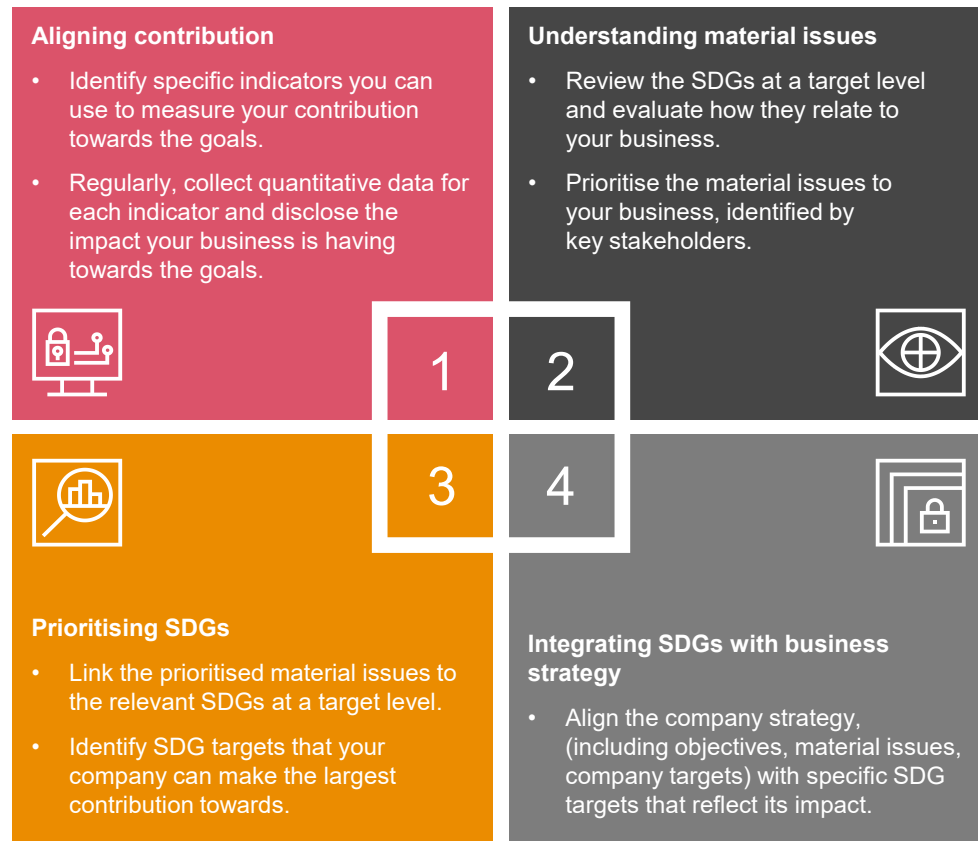 Aligning contribution
• Identify specific indicators you can
use to measure your contribution
towards the goals.
• Regularly, collect quantitative data for
each indicator and disclose the
impact your business is having
towards the goals.
1
Understanding material issues
• Review the SDGs at a target level
and evaluate how they relate to
your business.
• Prioritise the material issues to
your business, identified by
key stakeholders.
2
3
Prioritising SDGs
• Link the prioritised material issues to
the relevant SDGs at a target level.
• Identify SDG targets that your
company can make the largest
contribution towards.
4
Integrating SDGs with business
strategy
• Align the company strategy,
(including objectives, material issues,
company targets) with specific SDG
targets that reflect its impact.